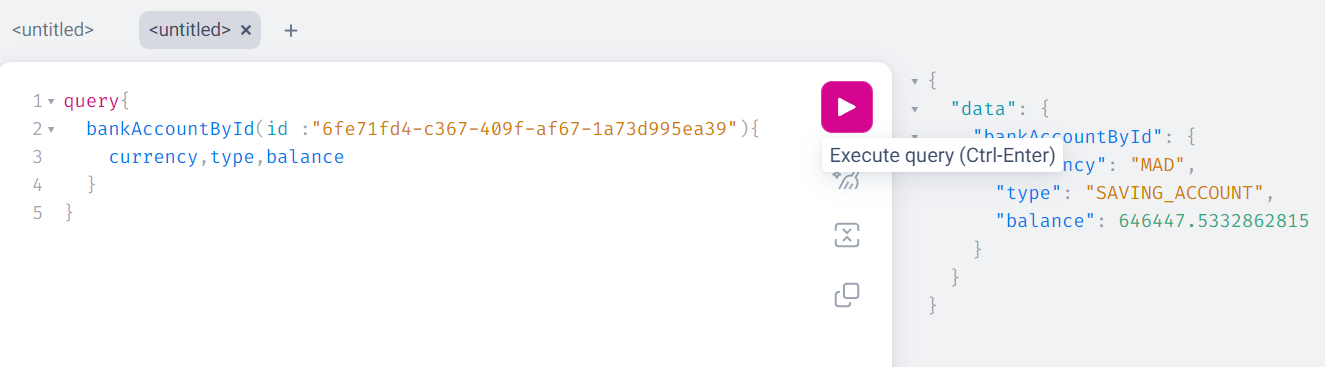 <untitled>
<untitled> × +
1 query{
2 bankAccountById(id :"6fe71fd4-c367-409f-af67-1a73d995ea39"){
3 currency,type,balance
4 }
5 }
Execute query (Ctrl-Enter)
{
"data": {
"bankAccountById": {
ncy": "MAD",
"type": "SAVING_ACCOUNT",
"balance": 646447.5332862815
}
}
}